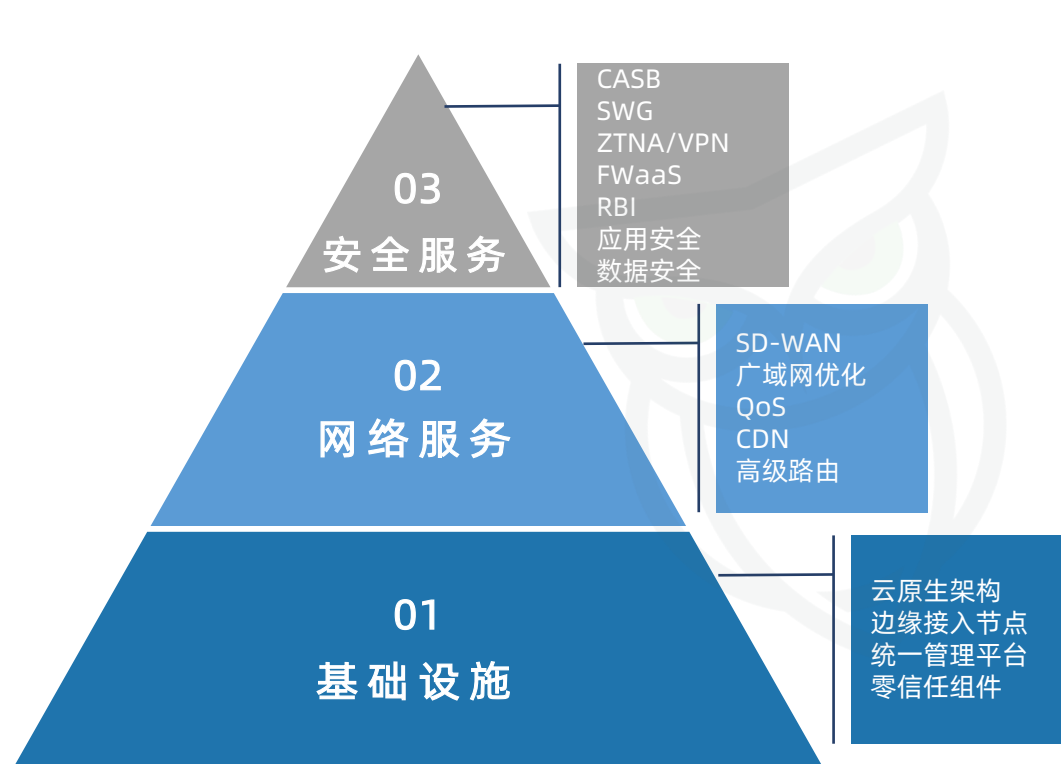 03
安全服务
CASB
SWG
ZTNA/VPN
FWaaS
RBI
应用安全
数据安全
02
网络服务
SD-WAN
广域网优化
QoS
CDN
高级路由
01
基础设施
云原生架构
边缘接入节点
统一管理平台
零信任组件